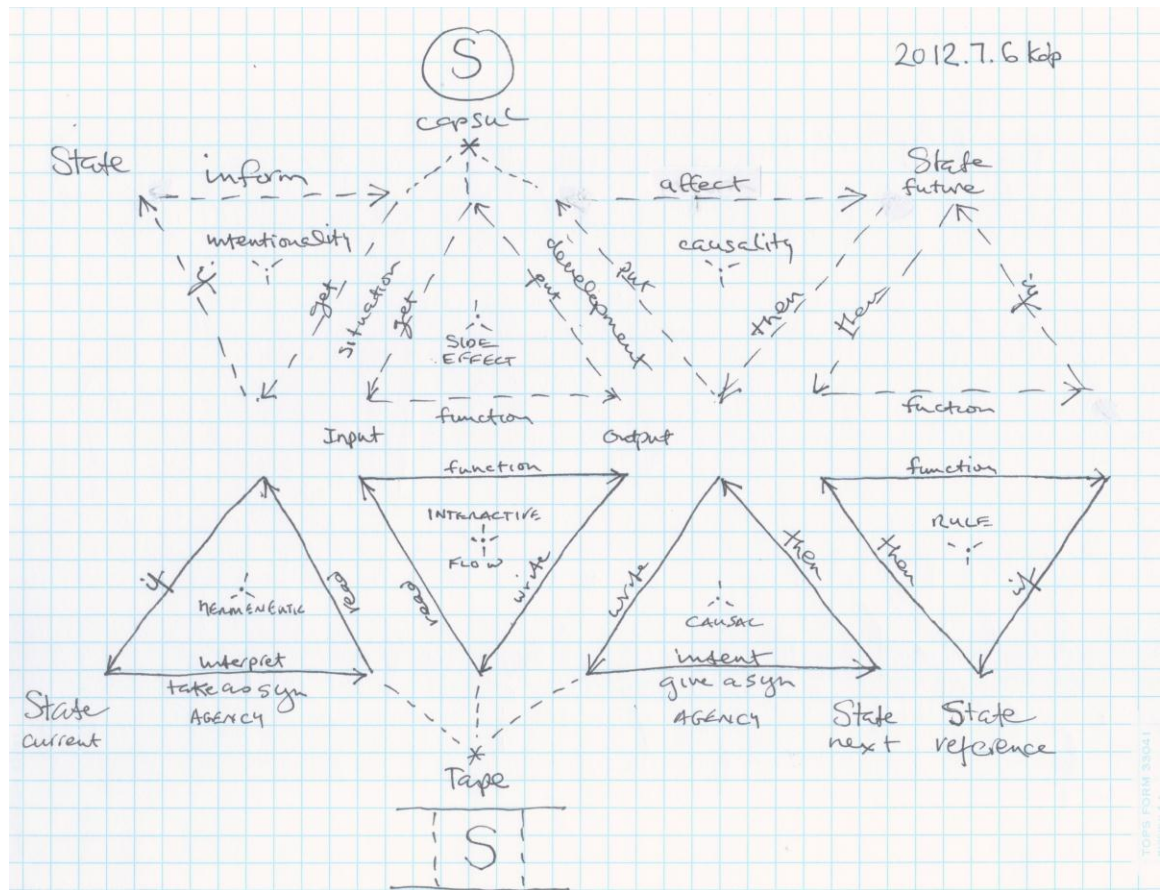 S
2012.7.6 kdp
capsul
State
inform
affect
State
future
intentionality
causality
if
get
situation
get
put
development
put
then
then
if
SIDE
EFFECT
function
fuction
Input
Output
function
function
INTERACTIVE
FLOW
RULE
if
HERMENEUTIC
read
read
write
write
CAUSAL
then
then
if
interpret
take as syn
AGENCY
intent
give a syn
AGENCY
State
current
State
next
State
reference
Tape
S
TOPS FORM 33041